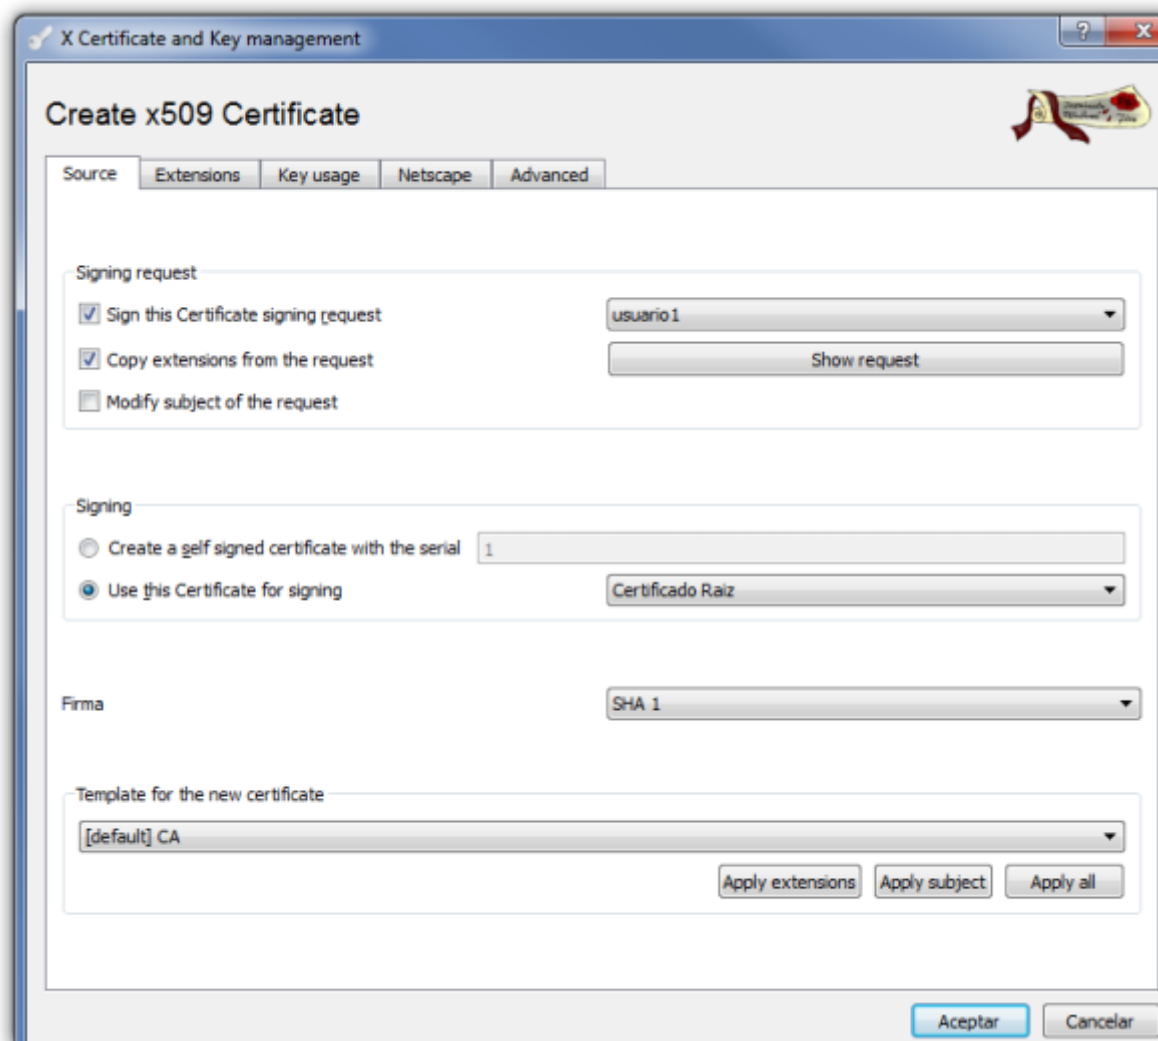 X Certificate and Key management
Create x509 Certificate
Source Extensions Key usage Netscape Advanced
Signing request
Sign this Certificate signing request usuario1
Copy extensions from the request Show request
Modify subject of the request
Signing
Create a self signed certificate with the serial 1
Use this Certificate for signing Certificado Raiz
Firma SHA 1
Template for the new certificate
[default] CA
Apply extensions Apply subject Apply all
Aceptar Cancelar